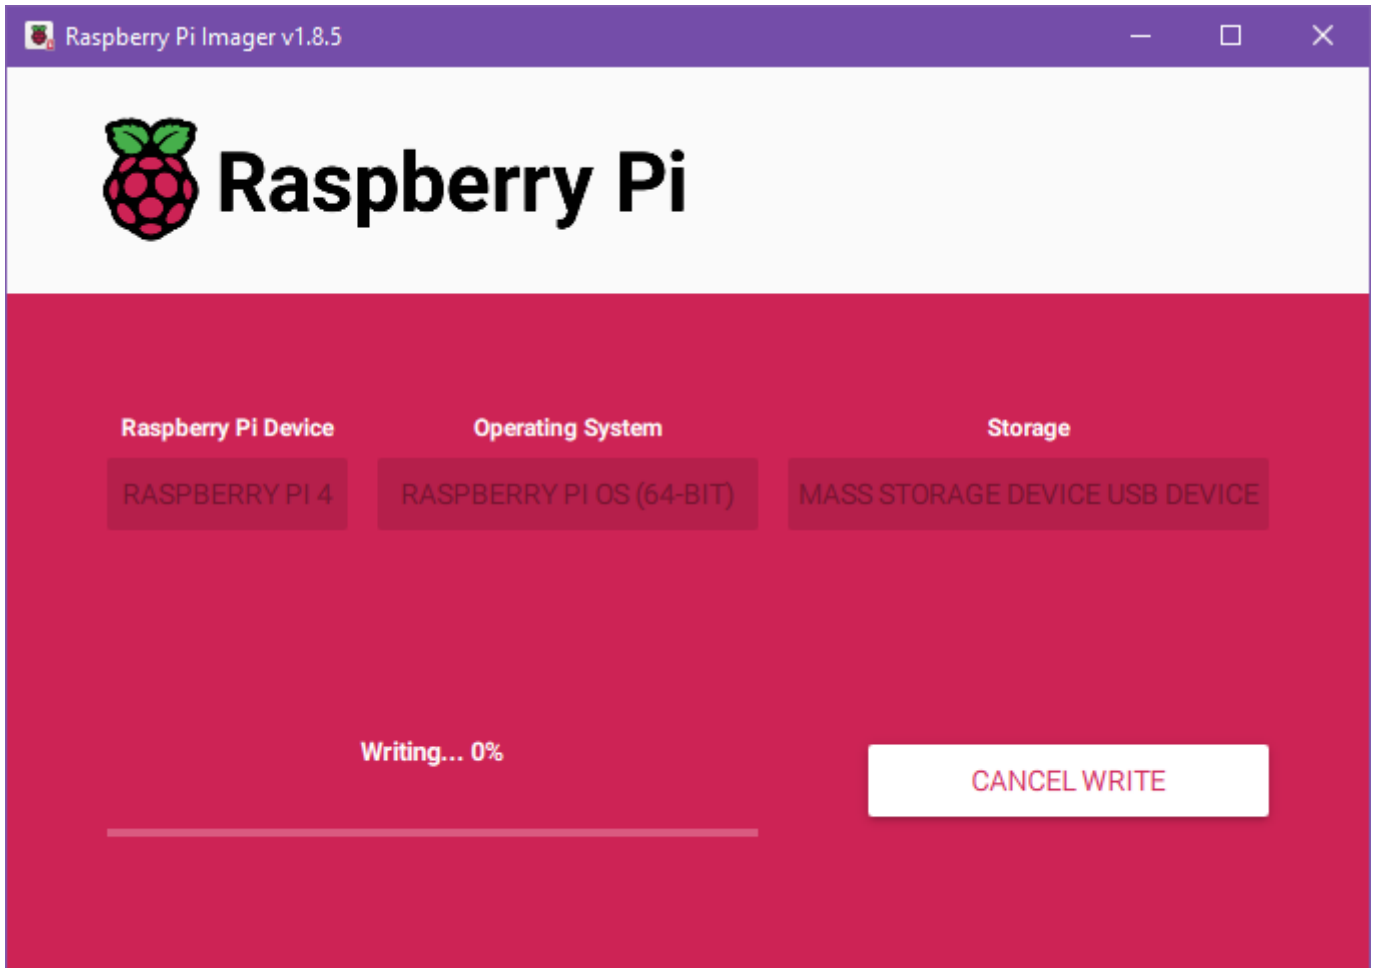 Raspberry Pi Imager v1.8.5
Raspberry Pi
Raspberry Pi Device
Operating System
Storage
RASPBERRY PI 4
RASPBERRY PI OS (64-BIT)
MASS STORAGE DEVICE USB DEVICE
Writing... 0%
CANCEL WRITE